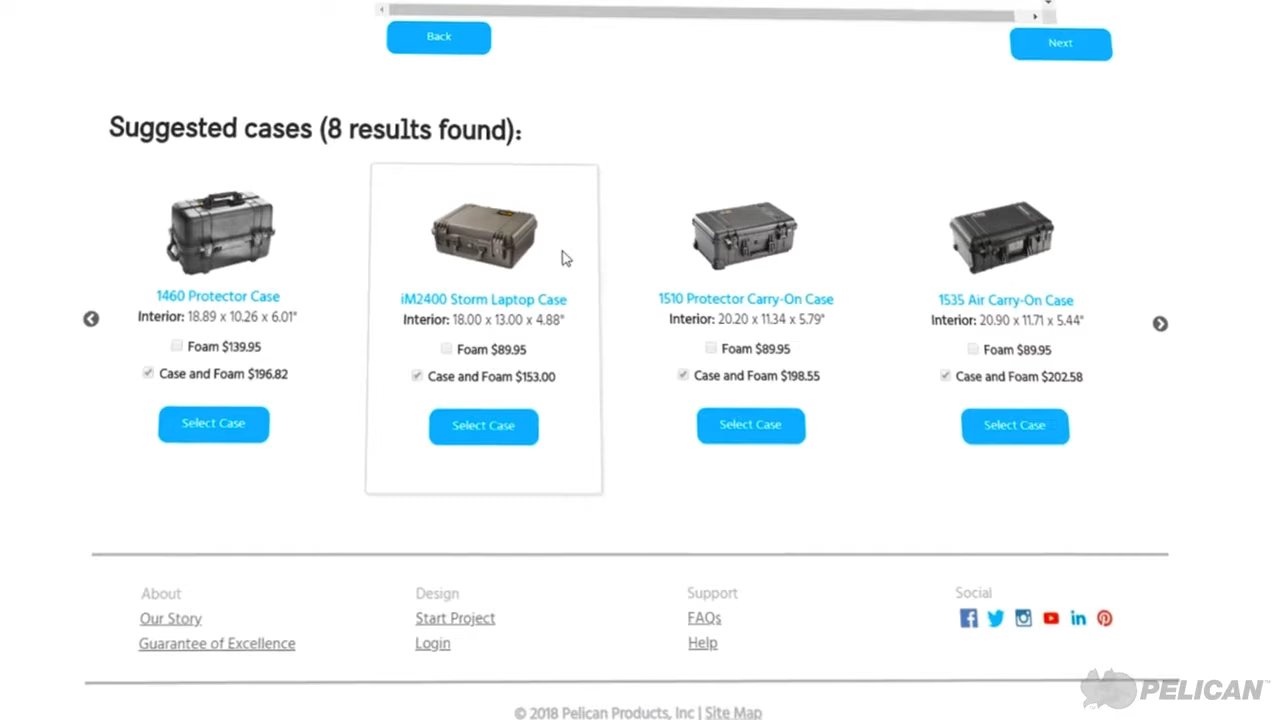 Back
Next
Suggested cases (8 results found):
1460 Protector Case
Interior: 18.89 x 10.26 x 6.01"
Foam $139.95
Case and Foam $196.82
Select Case
iM2400 Storm Laptop Case
Interior: 18.00 x 13.00 x 4.88"
Foam $89.95
Case and Foam $153.00
Select Case
1510 Protector Carry-On Case
Interior: 20.20 x 11.34 x 5.79"
Foam $89.95
Case and Foam $198.55
Select Case
1535 Air Carry-On Case
Interior: 20.90 x 11.71 x 5.44"
Foam $89.95
Case and Foam $202.58
Select Case
About
Our Story
Guarantee of Excellence
Design
Start Project
Login
Support
FAQs
Help
Social
© 2018 Pelican Products, Inc | Site Map
PELICAN™